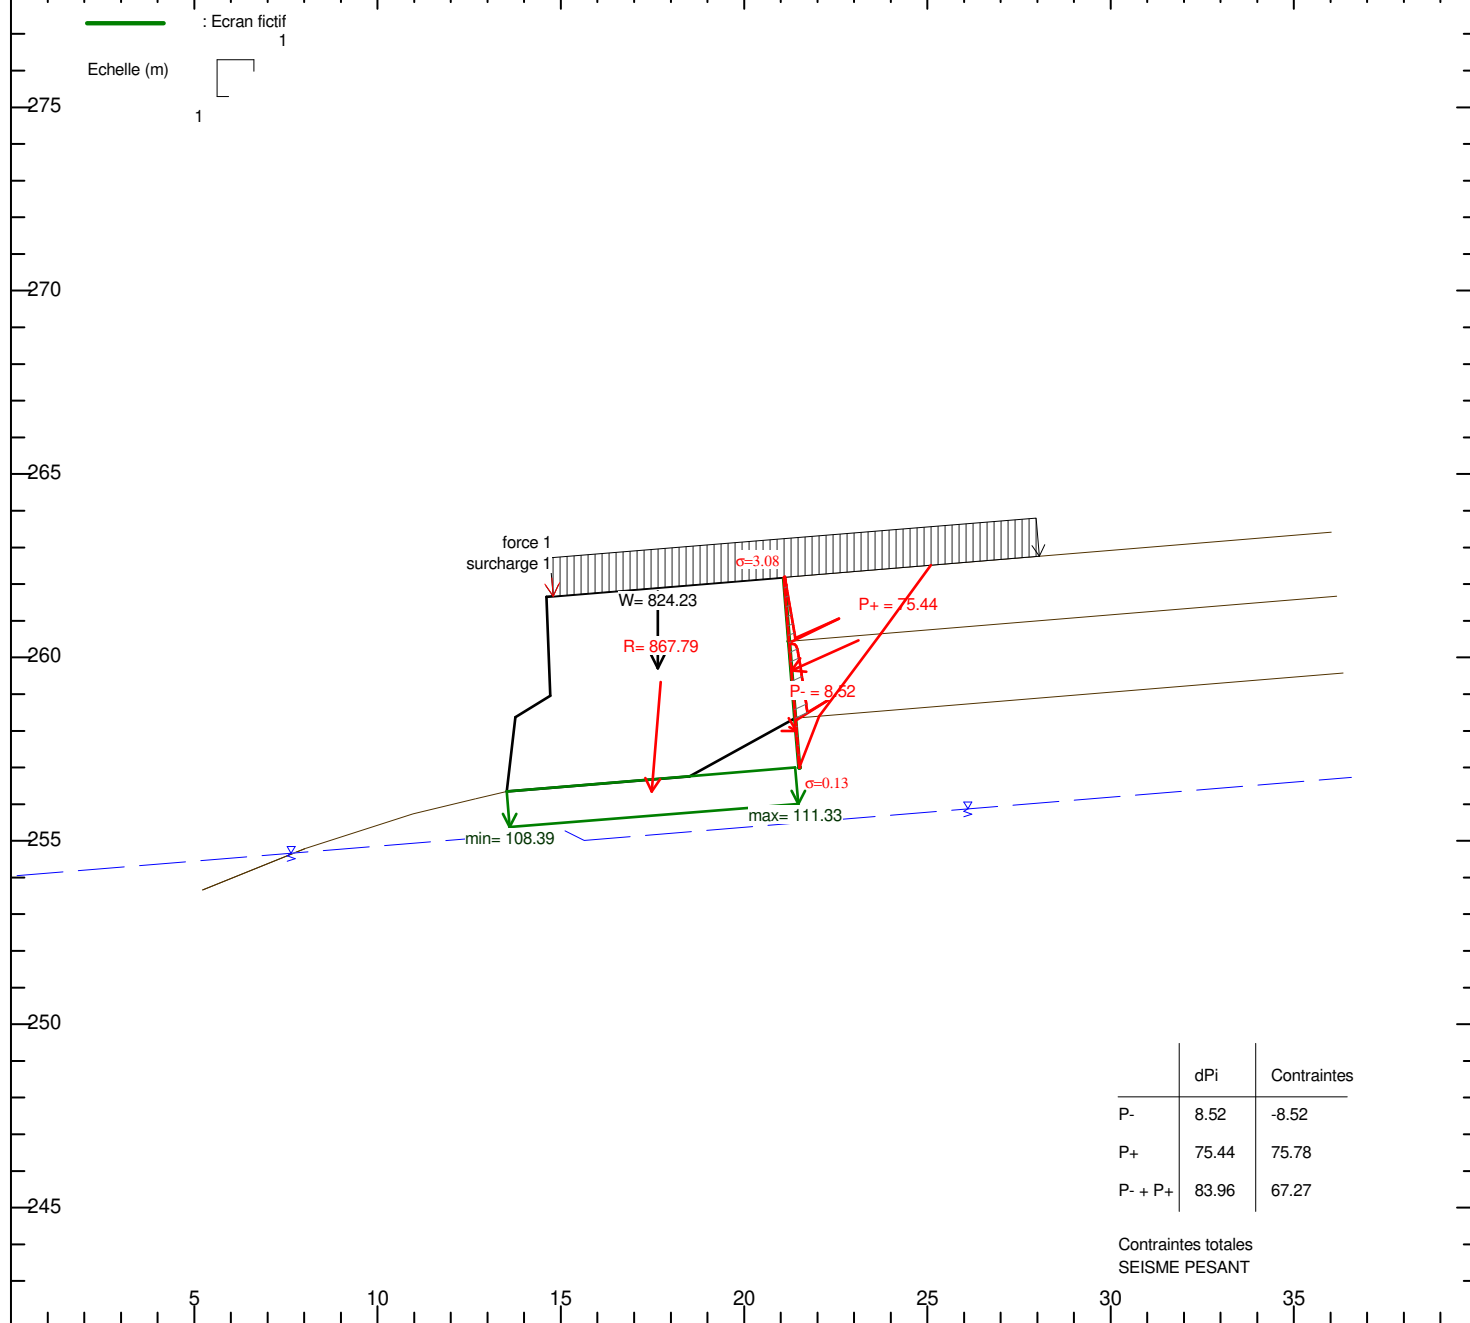 : Ecran fictif
1
Echelle (m)
1
275
270
265
260
255
250
245
force 1
surcharge 1
σ=3.08
W= 824.23
P+ = 75.44
R= 867.79
P- = 8.52
σ=0.13
max= 111.33
min= 108.39
dPi Contraintes
P- 8.52 -8.52
P+ 75.44 75.78
P- + P+ 83.96 67.27
Contraintes totales
SEISME PESANT
5 10 15 20 25 30 35